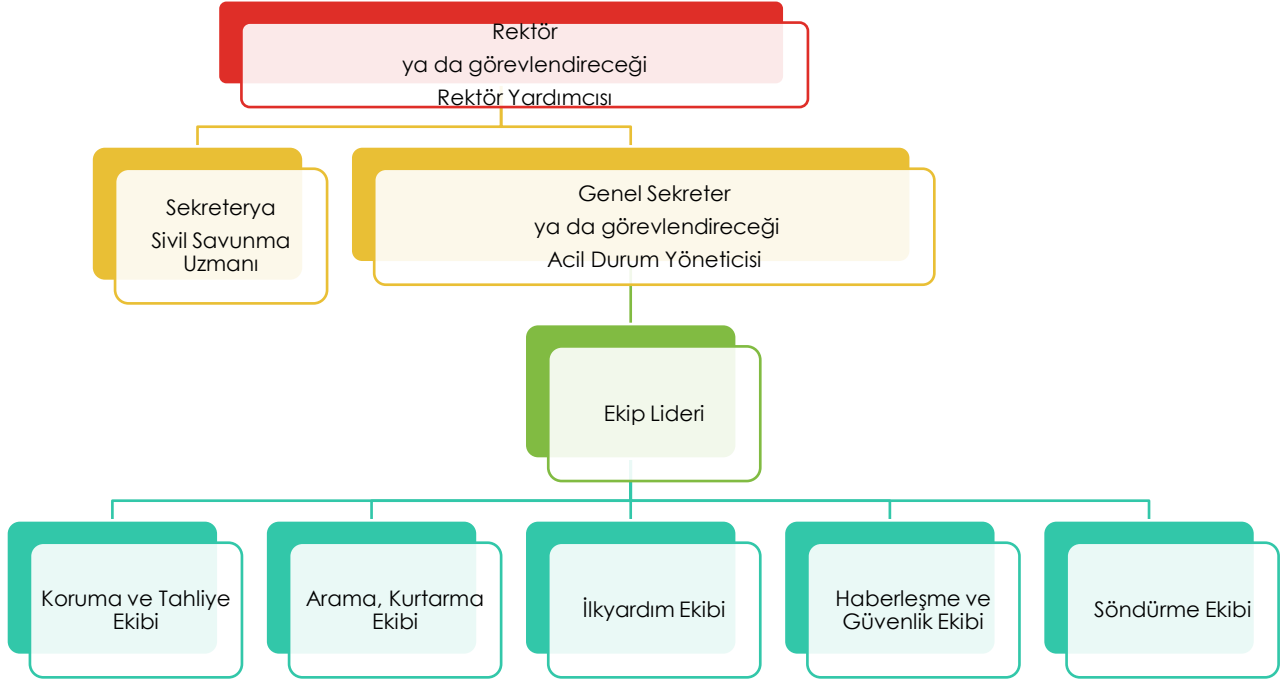 Rektör
ya da görevlendireceği
Rektör Yardımcısı
Sekreterya
Sivil Savunma
Uzmanı
Genel Sekreter
ya da görevlendireceği
Acil Durum Yöneticisi
Ekip Lideri
Koruma ve Tahliye
Ekibi
Arama, Kurtarma
Ekibi
İlkyardım Ekibi
Haberleşme ve
Güvenlik Ekibi
Söndürme Ekibi